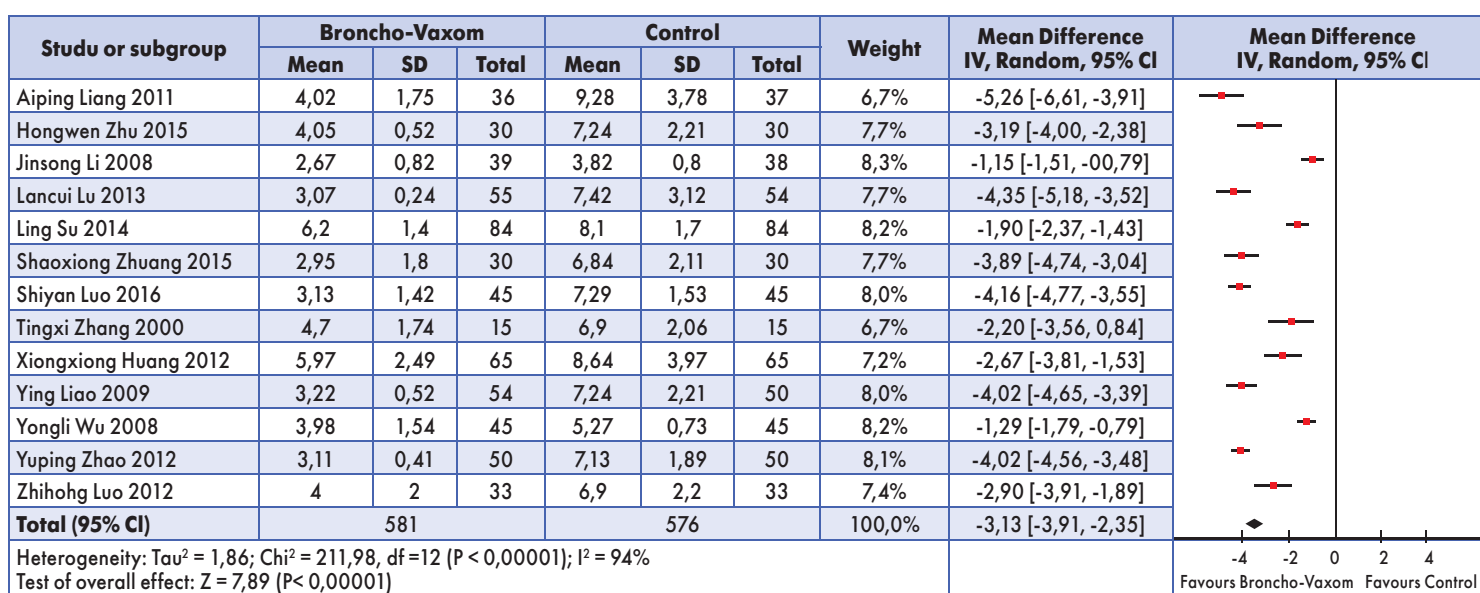 Studu or subgroup Broncho-Vaxom Control Weight Mean Difference IV, Random, 95% Cl Mean Difference IV, Random, 95% Cl
Mean SD Total Mean SD Total
Aiping Liang 2011 4,02 1,75 36 9,28 3,78 37 6,7% -5,26 [-6,61, -3,91]
Hongwen Zhu 2015 4,05 0,52 30 7,24 2,21 30 7,7% -3,19 [-4,00, -2,38]
Jinsong Li 2008 2,67 0,82 39 3,82 0,8 38 8,3% -1,15 [-1,51, -00,79]
Lancui Lu 2013 3,07 0,24 55 7,42 3,12 54 7,7% -4,35 [-5,18, -3,52]
Ling Su 2014 6,2 1,4 84 8,1 1,7 84 8,2% -1,90 [-2,37, -1,43]
Shaoxiong Zhuang 2015 2,95 1,8 30 6,84 2,11 30 7,7% -3,89 [-4,74, -3,04]
Shiyan Luo 2016 3,13 1,42 45 7,29 1,53 45 8,0% -4,16 [-4,77, -3,55]
Tingxi Zhang 2000 4,7 1,74 15 6,9 2,06 15 6,7% -2,20 [-3,56, 0,84]
Xiongxiong Huang 2012 5,97 2,49 65 8,64 3,97 65 7,2% -2,67 [-3,81, -1,53]
Ying Liao 2009 3,22 0,52 54 7,24 2,21 50 8,0% -4,02 [-4,65, -3,39]
Yongli Wu 2008 3,98 1,54 45 5,27 0,73 45 8,2% -1,29 [-1,79, -0,79]
Yuping Zhao 2012 3,11 0,41 50 7,13 1,89 50 8,1% -4,02 [-4,56, -3,48]
Zhihohg Luo 2012 4 2 33 6,9 2,2 33 7,4% -2,90 [-3,91, -1,89]
Total (95% Cl) 581 576 100,0% -3,13 [-3,91, -2,35]
Heterogeneity: Tau² = 1,86; Chi² = 211,98, df =12 (P < 0,00001); I² = 94%
Test of overall effect: Z = 7,89 (P< 0,00001)
-4 -2 0 2 4
Favours Broncho-Vaxom Favours Control